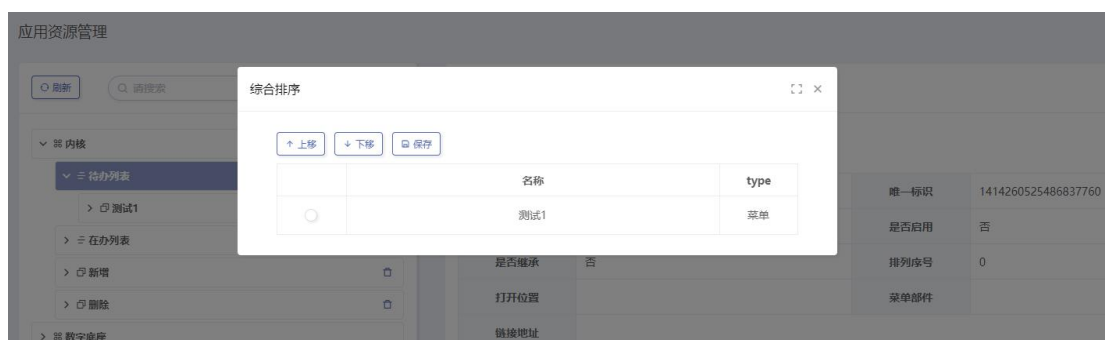 应用资源管理
刷新 请搜索
综合排序
上移 下移 保存
名称 type
测试1 菜单
内核
待办列表
测试1
在办列表
新增
删除
数字底座
唯一标识 1414260525486837760
是否启用 否
是否继承 否 排列序号 0
打开位置 菜单部件
链接地址